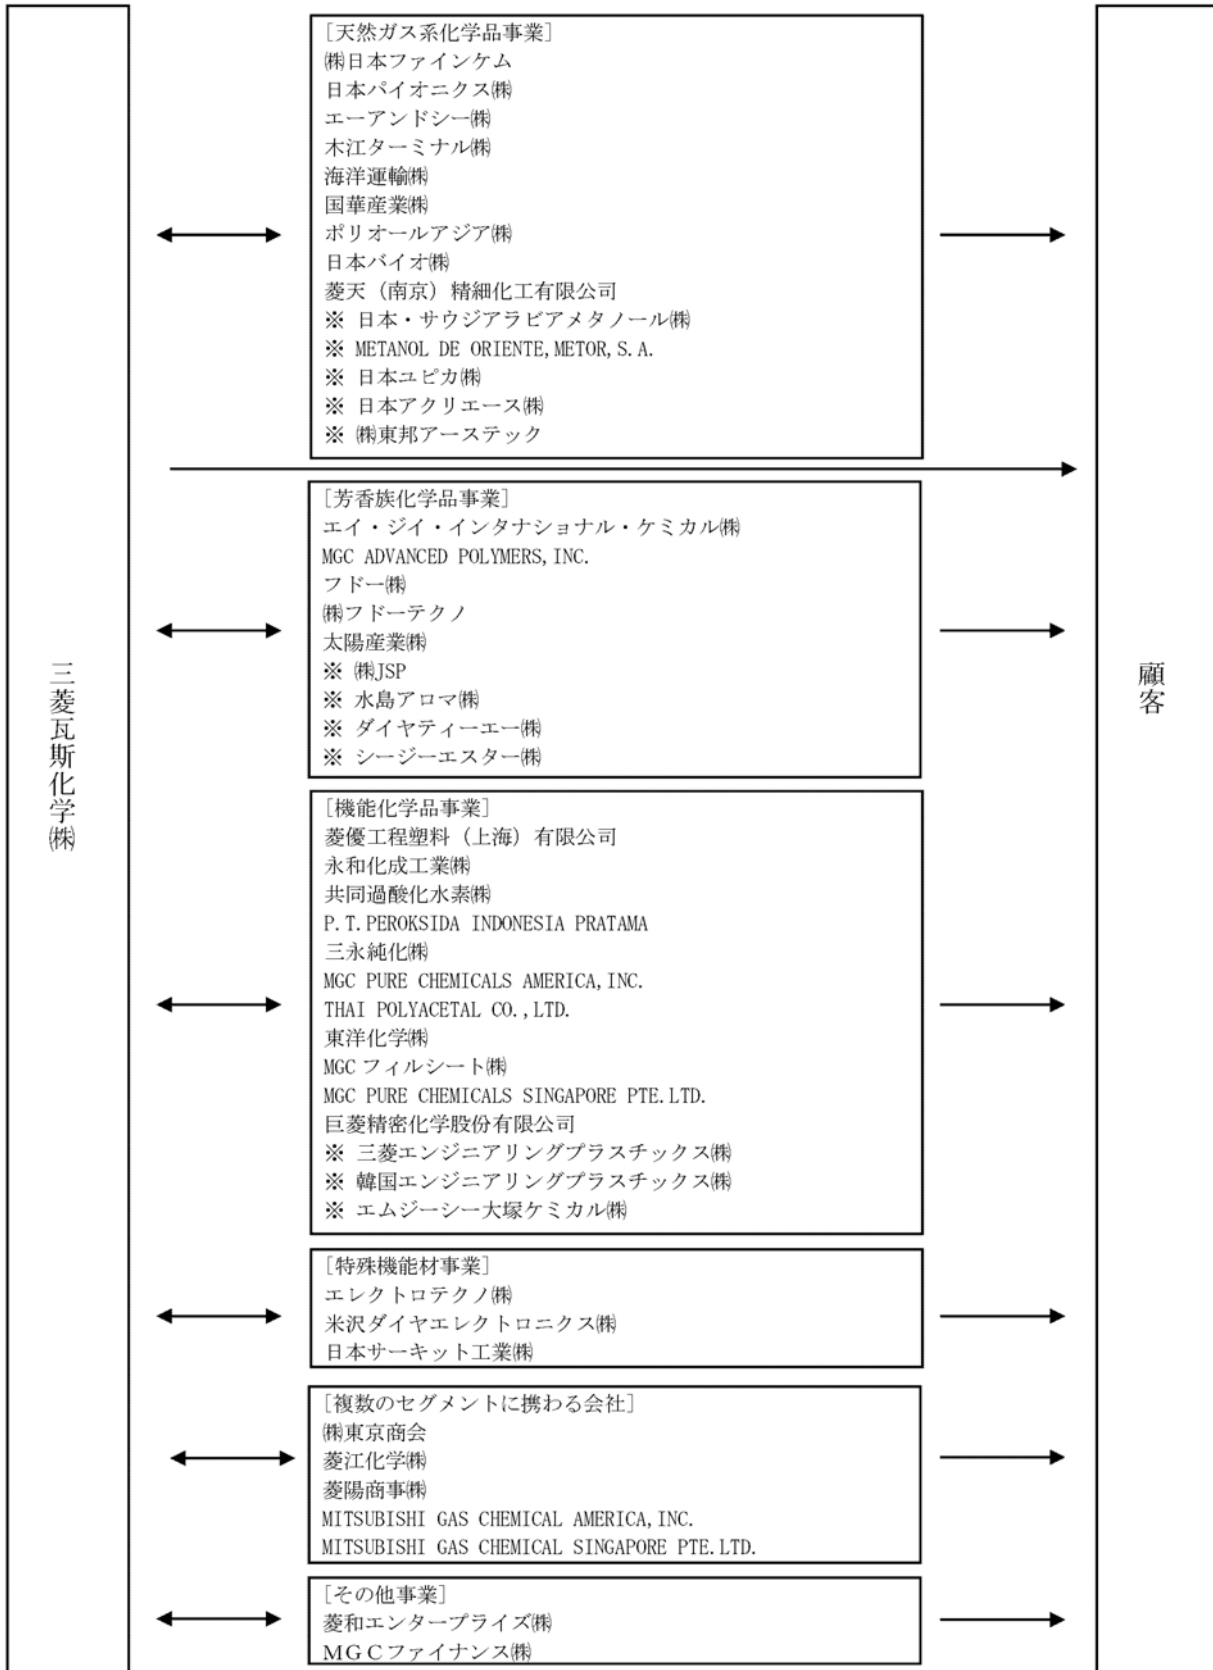 三菱瓦斯化学㈱
［天然ガス系化学品事業］
㈱日本ファインケム
日本パイオニクス㈱
エーアンドシー㈱
木江ターミナル㈱
海洋運輸㈱
国華産業㈱
ポリオールアジア㈱
日本バイオ㈱
菱天（南京）精細化工有限公司
※ 日本・サウジアラビアメタノール㈱
※ METANOL DE ORIENTE,METOR,S.A.
※ 日本ユピカ㈱
※ 日本アクリエース㈱
※ ㈱東邦アーステック
［芳香族化学品事業］
エイ・ジイ・インタナショナル・ケミカル㈱
MGC ADVANCED POLYMERS,INC.
フドー㈱
㈱フドーテクノ
太陽産業㈱
※ ㈱JSP
※ 水島アロマ㈱
※ ダイヤティーエー㈱
※ シージーエスター㈱
［機能化学品事業］
菱優工程塑料（上海）有限公司
永和化成工業㈱
共同過酸化水素㈱
P.T.PEROKSIDA INDONESIA PRATAMA
三永純化㈱
MGC PURE CHEMICALS AMERICA,INC.
THAI POLYACETAL CO.,LTD.
東洋化学㈱
MGCフィルシート㈱
MGC PURE CHEMICALS SINGAPORE PTE.LTD.
巨菱精密化学股份有限公司
※ 三菱エンジニアリングプラスチックス㈱
※ 韓国エンジニアリングプラスチックス㈱
※ エムジーシー大塚ケミカル㈱
［特殊機能材事業］
エレクトロテクノ㈱
米沢ダイヤエレクトロニクス㈱
日本サーキット工業㈱
［複数のセグメントに携わる会社］
㈱東京商会
菱江化学㈱
菱陽商事㈱
MITSUBISHI GAS CHEMICAL AMERICA,INC.
MITSUBISHI GAS CHEMICAL SINGAPORE PTE.LTD.
［その他事業］
菱和エンタープライズ㈱
ＭＧＣファイナンス㈱
顧客